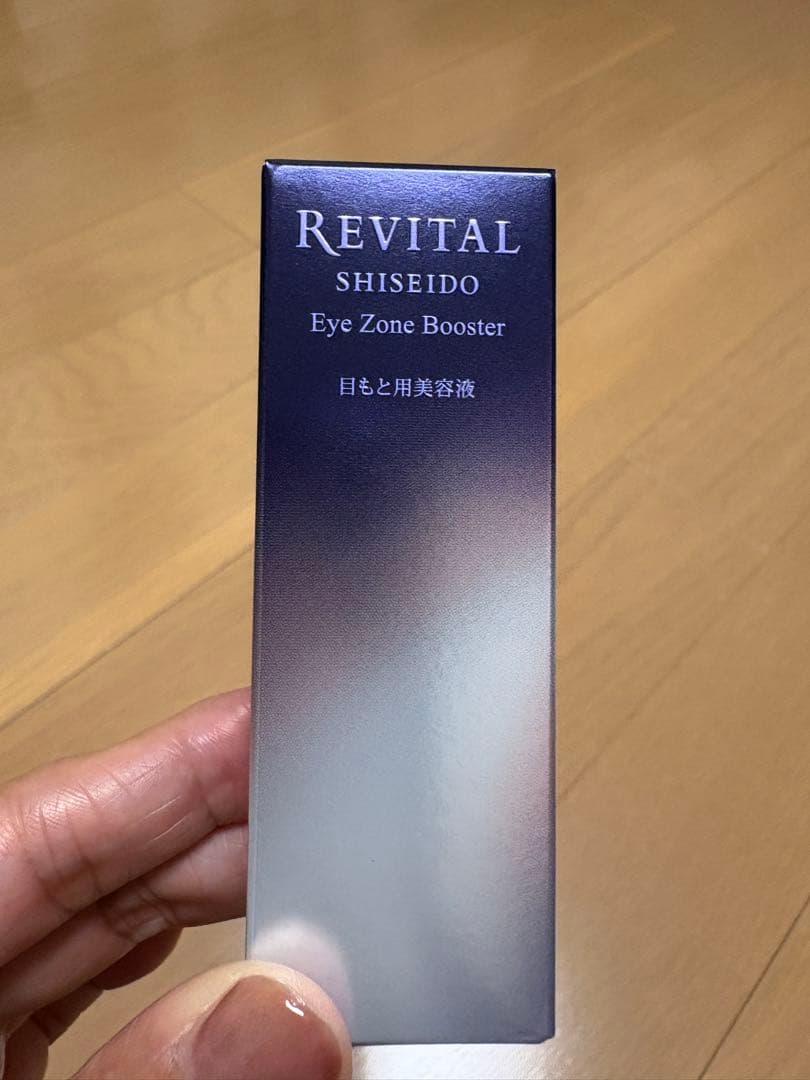 REVITAL
SHISEIDO
Eye Zone Booster
目もと用美容液